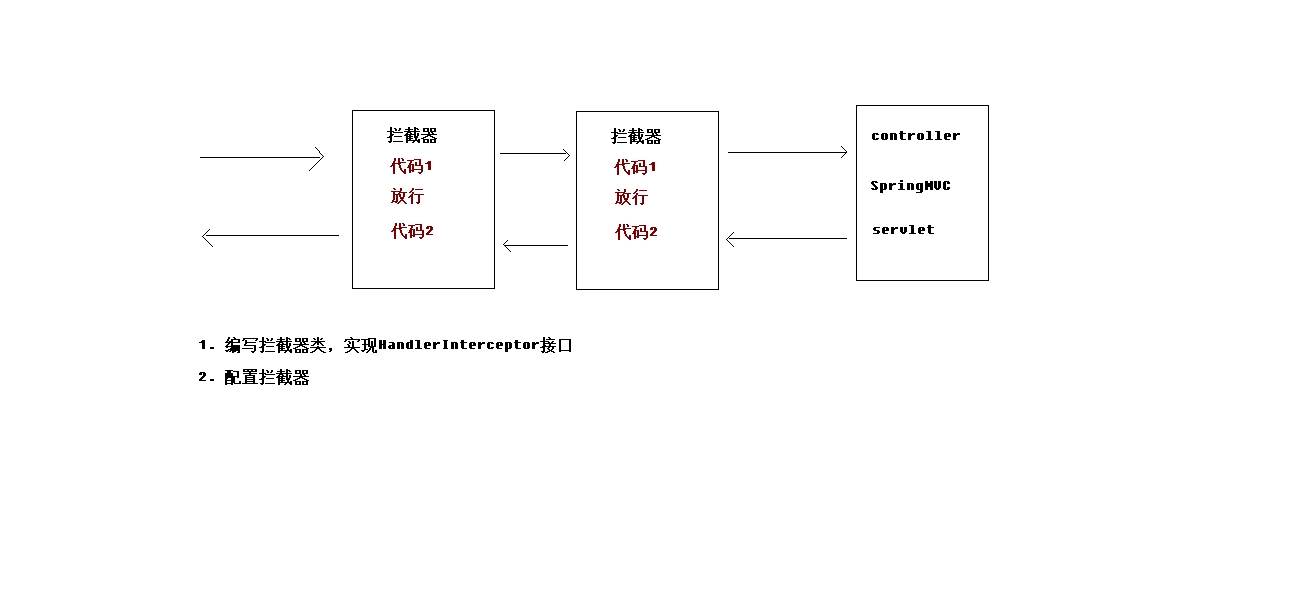 拦截器
代码1
放行
代码2
拦截器
代码1
放行
代码2
controller
SpringMVC
servlet
1. 编写拦截器类，实现HandlerInterceptor接口
2. 配置拦截器